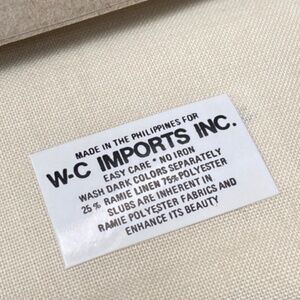 MADE IN THE PHILIPPINES FOR
W-C IMPORTS INC.
EASY CARE • NO IRON
WASH DARK COLORS SEPARATELY
25% RAMIE LINEN 75% POLYESTER
SLUBS ARE INHERENT IN
RAMIE POLYESTER FABRICS AND
ENHANCE ITS BEAUTY